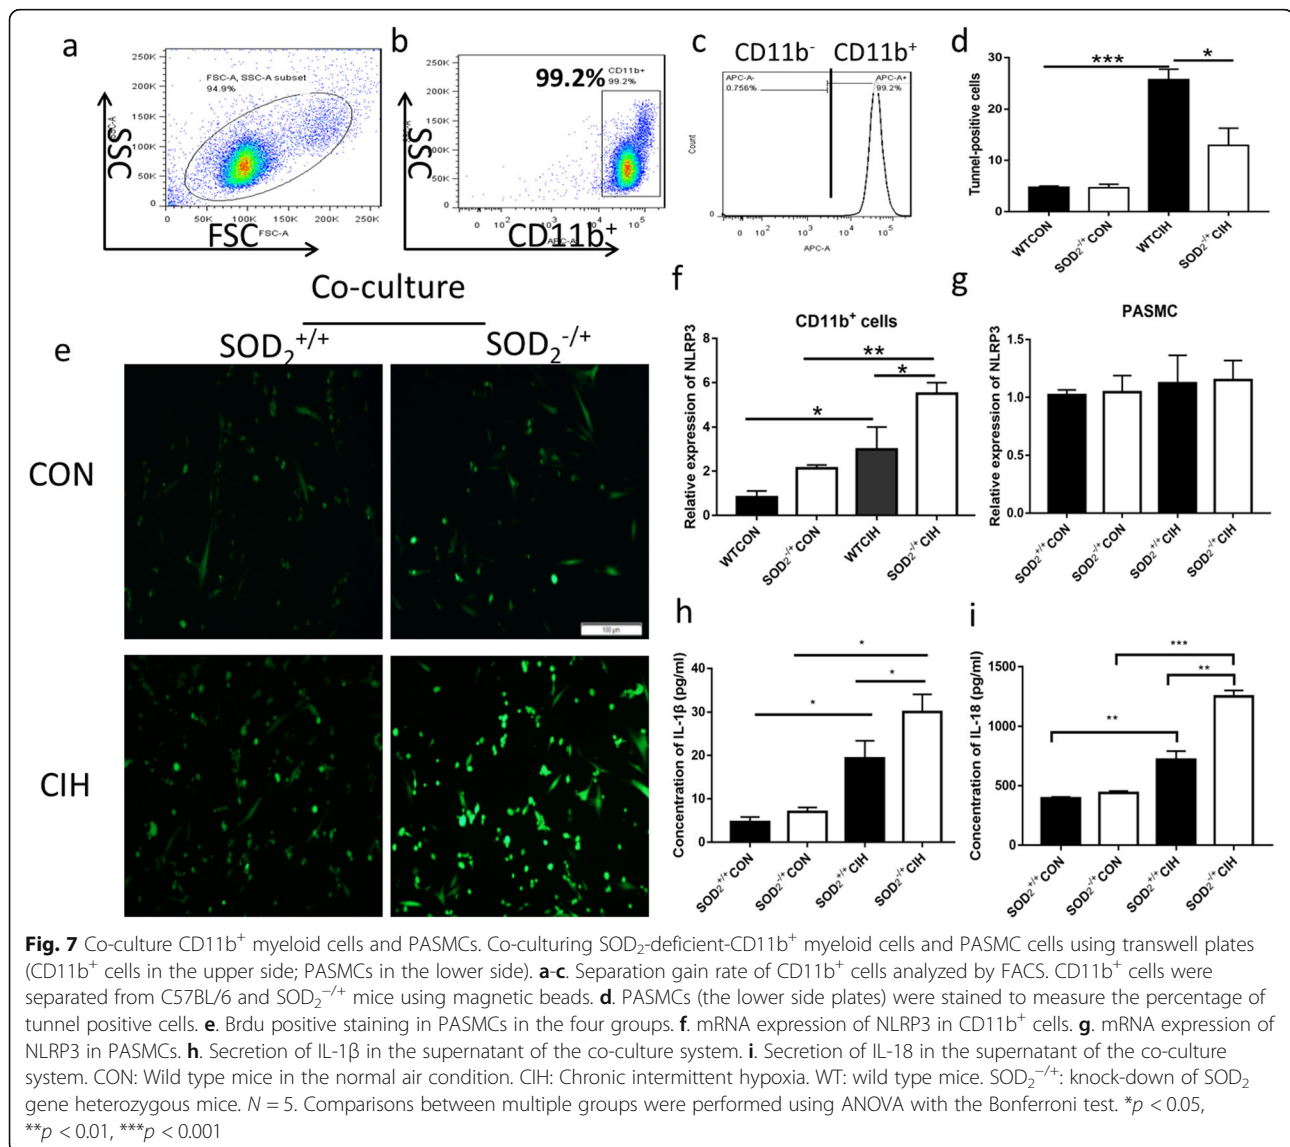 a
250K
200K
150K
100K
50K
0
FSC-A, SSC-A subset
94.9%
SSC
SSC-A
0 50K 100K 150K 200K 250K
FSC-A
FSC
b
250K
200K
150K
100K
50K
0
99.2%
CD11b+
99.2%
SSC
0 10² 10³ 10⁴ 10⁵
APC-A
CD11b⁺
c
CD11b⁻ CD11b⁺
APC-A-
0.756%
APC-A+
99.2%
Count
0
0 10² 10³ 10⁴ 10⁵
APC-A
d
Tunnel-positive cells
30
20
10
0
*** *
WTCON
SOD₂⁻/⁺ CON
WTCIH
SOD₂⁻/⁺ CIH
Co-culture
e
SOD₂⁺/⁺ SOD₂⁻/⁺
CON
100 μm
CIH
f
CD11b⁺ cells
Relative expression of NLRP3
8
6
4
2
0
**
*
*
WTCON
SOD₂⁻/⁺ CON
WTCIH
SOD₂⁻/⁺ CIH
g
PASMC
Relative expression of NLRP3
1.5
1.0
0.5
0.0
SOD₂⁺/⁺ CON
SOD₂⁻/⁺ CON
SOD₂⁺/⁺ CIH
SOD₂⁻/⁺ CIH
h
Concentration of IL-1β (pg/ml)
40
30
20
10
0
*
*
*
SOD₂⁺/⁺ CON
SOD₂⁻/⁺ CON
SOD₂⁺/⁺ CIH
SOD₂⁻/⁺ CIH
i
Concentration of IL-18 (pg/ml)
1500
1000
500
0
***
**
**
SOD₂⁺/⁺ CON
SOD₂⁻/⁺ CON
SOD₂⁺/⁺ CIH
SOD₂⁻/⁺ CIH
Fig. 7 Co-culture CD11b⁺ myeloid cells and PASMCs. Co-culturing SOD₂-deficient-CD11b⁺ myeloid cells and PASMC cells using transwell plates
(CD11b⁺ cells in the upper side; PASMCs in the lower side). a-c. Separation gain rate of CD11b⁺ cells analyzed by FACS. CD11b⁺ cells were
separated from C57BL/6 and SOD₂⁻/⁺ mice using magnetic beads. d. PASMCs (the lower side plates) were stained to measure the percentage of
tunnel positive cells. e. Brdu positive staining in PASMCs in the four groups. f. mRNA expression of NLRP3 in CD11b⁺ cells. g. mRNA expression of
NLRP3 in PASMCs. h. Secretion of IL-1β in the supernatant of the co-culture system. i. Secretion of IL-18 in the supernatant of the co-culture
system. CON: Wild type mice in the normal air condition. CIH: Chronic intermittent hypoxia. WT: wild type mice. SOD₂⁻/⁺: knock-down of SOD₂
gene heterozygous mice. N = 5. Comparisons between multiple groups were performed using ANOVA with the Bonferroni test. *p < 0.05,
**p < 0.01, ***p < 0.001